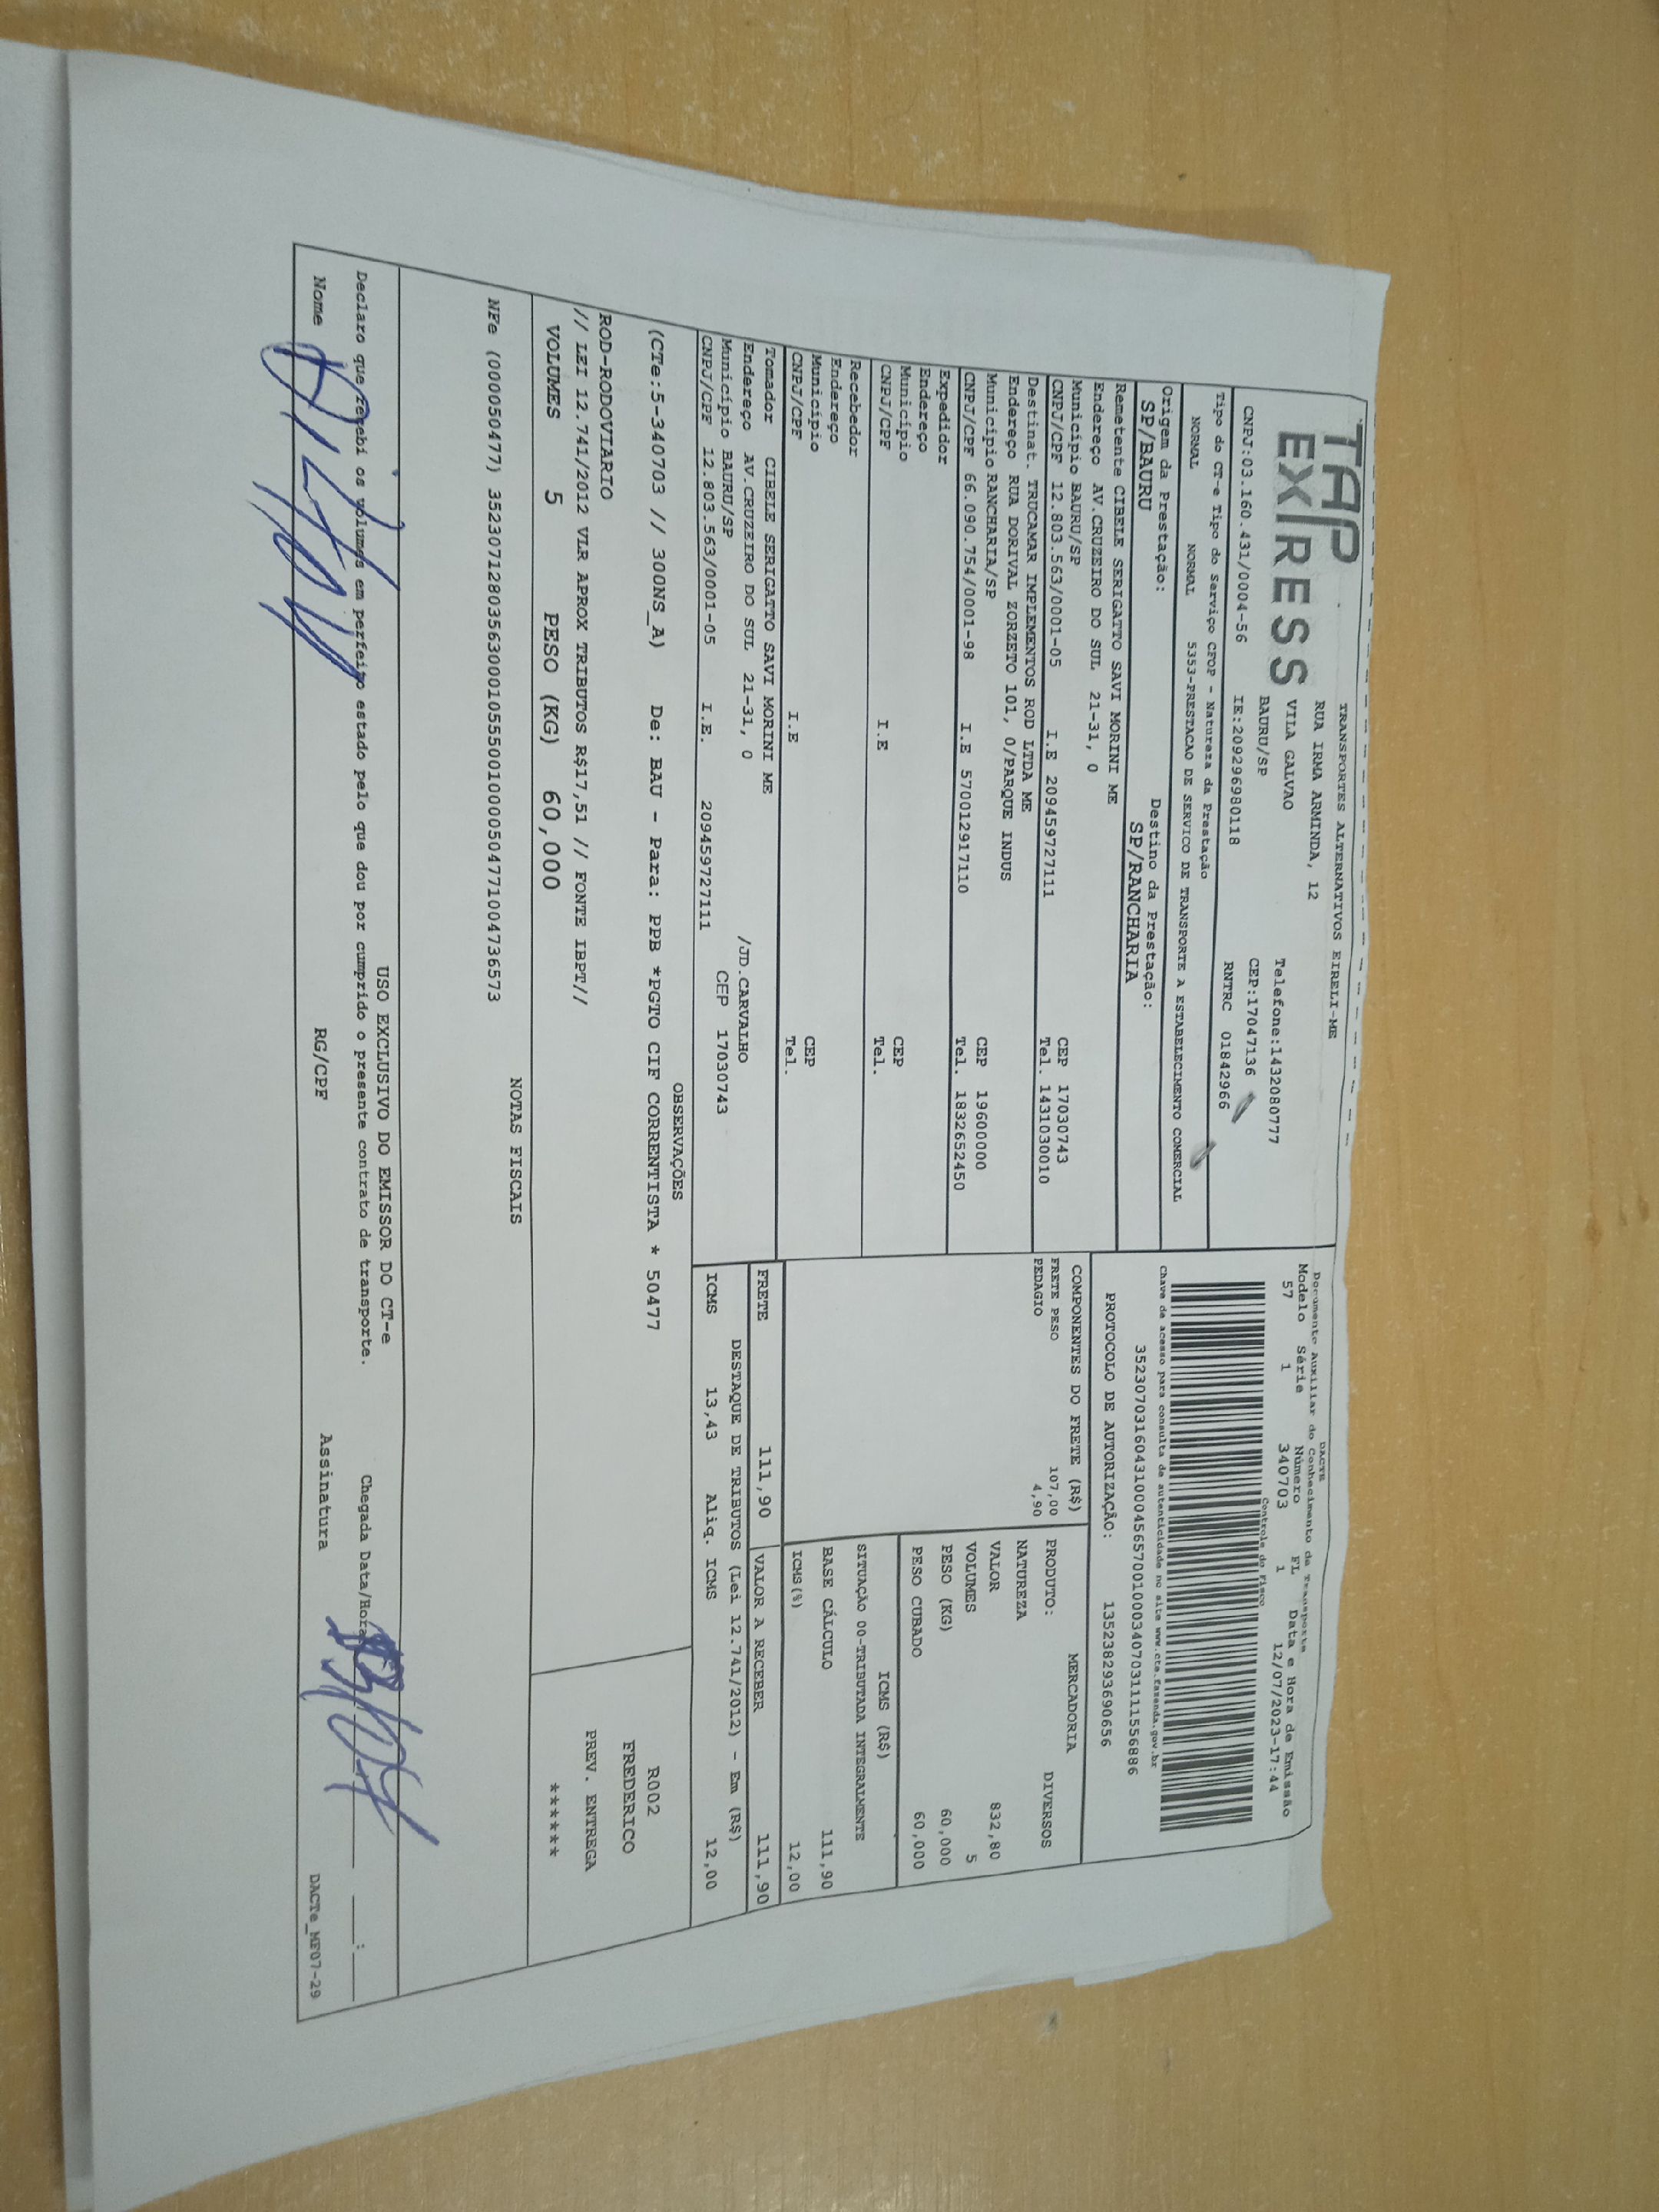 TAP
EXPRESS
TRANSPORTES ALTERNATIVOS EIRELI-ME
RUA IRMA ARMINDA, 12
VILA GALVAO
Telefone:1432080777
BAURU/SP
CEP:17047136
CNPJ:03.160.431/0004-56
IE:209296980118
RNTRC 01842966
Tipo do CT-e Tipo do Serviço CFOP - Natureza da Prestação
NORMAL NORMAL 5353-PRESTACAO DE SERVICO DE TRANSPORTE A ESTABELECIMENTO COMERCIAL
Origem da Prestação: Destino da Prestação:
SP/BAURU SP/RANCHARIA
Remetente CIBELE SERIGATTO SAVI MORINI ME
Endereço AV.CRUZEIRO DO SUL 21-31, 0
Município BAURU/SP CEP 17030743
CNPJ/CPF 12.803.563/0001-05 I.E 209459727111 Tel. 1431030010
Destinat. TRUCAMAR IMPLEMENTOS ROD LTDA ME
Endereço RUA DORIVAL ZORZETO 101, 0/PARQUE INDUS
Município RANCHARIA/SP CEP 19600000
CNPJ/CPF 66.090.754/0001-98 I.E 570012917110 Tel. 1832652450
Expedidor
Endereço
Município CEP
CNPJ/CPF I.E Tel.
Recebedor
Endereço
Município CEP
CNPJ/CPF I.E Tel.
Tomador CIBELE SERIGATTO SAVI MORINI ME
Endereço AV.CRUZEIRO DO SUL 21-31, 0 /JD.CARVALHO
Município BAURU/SP CEP 17030743
CNPJ/CPF 12.803.563/0001-05 I.E. 209459727111
DACTE
Documento Auxiliar do Conhecimento de Transporte
Modelo Série Número FL Data e Hora de Emissão
57 1 340703 1 12/07/2023-17:44
Controle do Fisco
Chave de acesso para consulta de autenticidade no site www.cte.fazenda.gov.br
35230703160431000456570010003407031111556886
PROTOCOLO DE AUTORIZAÇÃO: 135238293690656
COMPONENTES DO FRETE (R$)
FRETE PESO 107,00
PEDAGIO 4,90
MERCADORIA
PRODUTO: DIVERSOS
NATUREZA
VALOR 832,80
VOLUMES 5
PESO (KG) 60,000
PESO CUBADO 60,000
ICMS (R$)
SITUAÇÃO 00-TRIBUTADA INTEGRALMENTE
BASE CÁLCULO 111,90
ICMS(%) 12,00
FRETE 111,90 VALOR A RECEBER 111,90
DESTAQUE DE TRIBUTOS (Lei 12.741/2012) - Em (R$)
ICMS 13,43 Aliq. ICMS 12,00
OBSERVAÇÕES
(CTe:5-340703 // 300NS_A) De: BAU - Para: PPB *PGTO CIF CORRENTISTA * 50477
ROD-RODOVIARIO
// LEI 12.741/2012 VLR APROX TRIBUTOS R$17,51 // FONTE IBPT//
R002
FREDERICO
PREV. ENTREGA
******
VOLUMES 5 PESO (KG) 60,000
NOTAS FISCAIS
NFe (000050477) 35230712803563000105550010000504771004736573
USO EXCLUSIVO DO EMISSOR DO CT-e
Declaro que recebi os volumes em perfeito estado pelo que dou por cumprido o presente contrato de transporte. Chegada Data/Hora
Nome RG/CPF Assinatura
DACTe_MF07-29